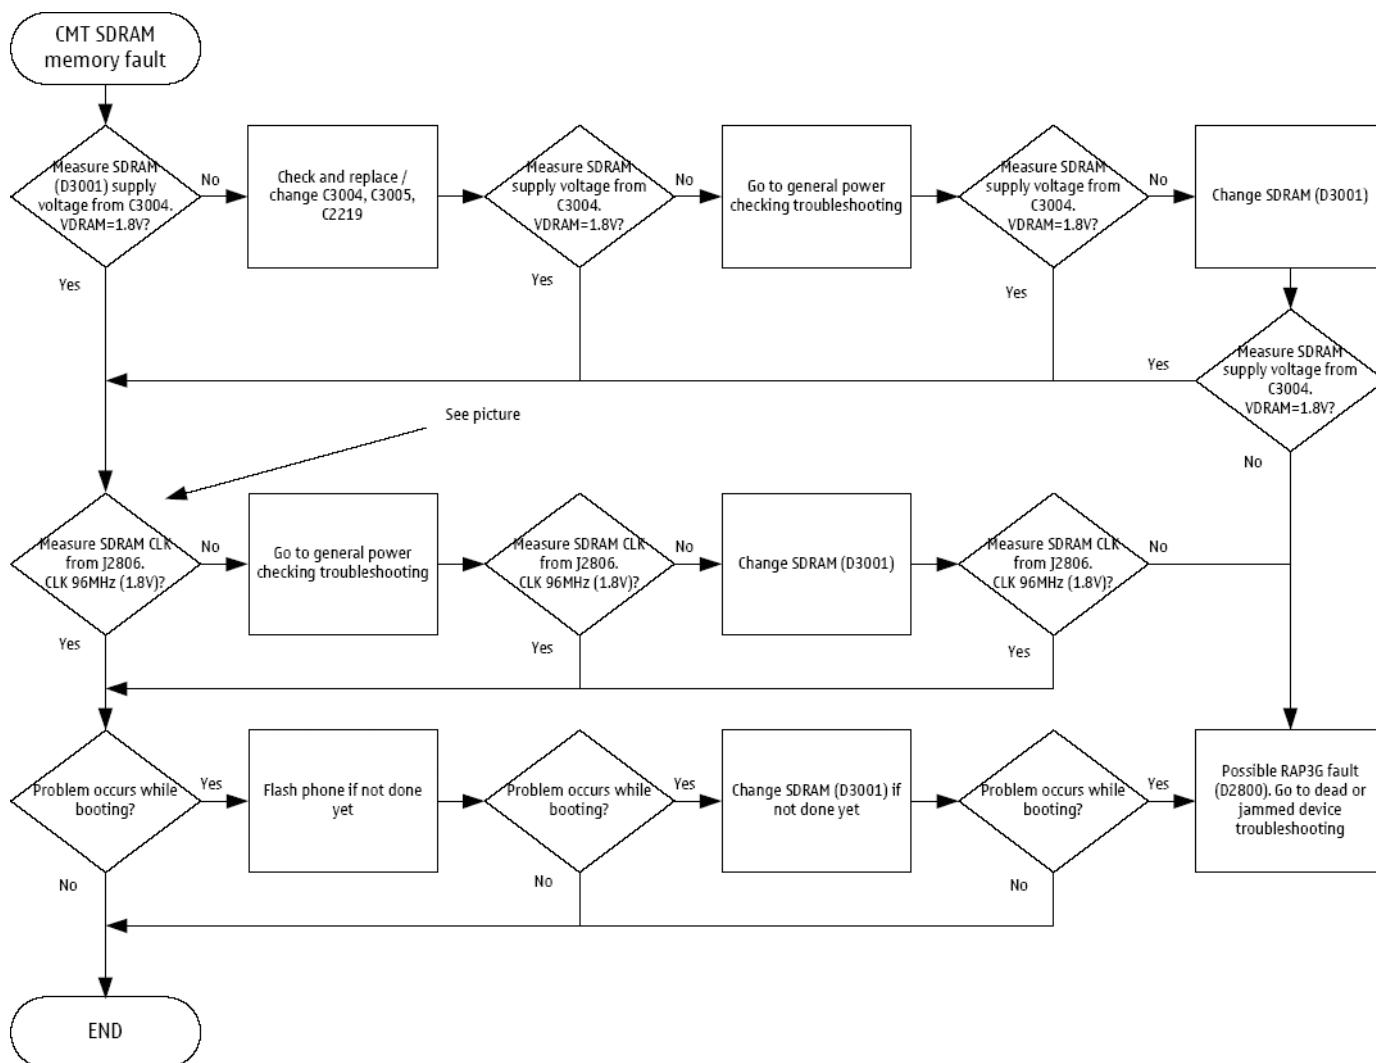 CMT SDRAM
memory fault
Measure SDRAM
(D3001) supply
voltage from C3004.
VDRAM=1.8V?
No
Check and replace /
change C3004, C3005,
C2219
Measure SDRAM
supply voltage from
C3004.
VDRAM=1.8V?
No
Go to general power
checking troubleshooting
Measure SDRAM
supply voltage from
C3004.
VDRAM=1.8V?
No
Change SDRAM (D3001)
Yes
Yes
Yes
Yes
Measure SDRAM
supply voltage from
C3004.
VDRAM=1.8V?
No
See picture
Measure SDRAM CLK
from J2806.
CLK 96MHz (1.8V)?
No
Go to general power
checking troubleshooting
Measure SDRAM CLK
from J2806.
CLK 96MHz (1.8V)?
No
Change SDRAM (D3001)
Measure SDRAM CLK
from J2806.
CLK 96MHz (1.8V)?
No
Yes
Yes
Yes
Problem occurs while
booting?
Yes
Flash phone if not done
yet
Problem occurs while
booting?
Yes
Change SDRAM (D3001) if
not done yet
Problem occurs while
booting?
Yes
Possible RAP3G fault
(D2800). Go to dead or
jammed device
troubleshooting
No
No
No
END